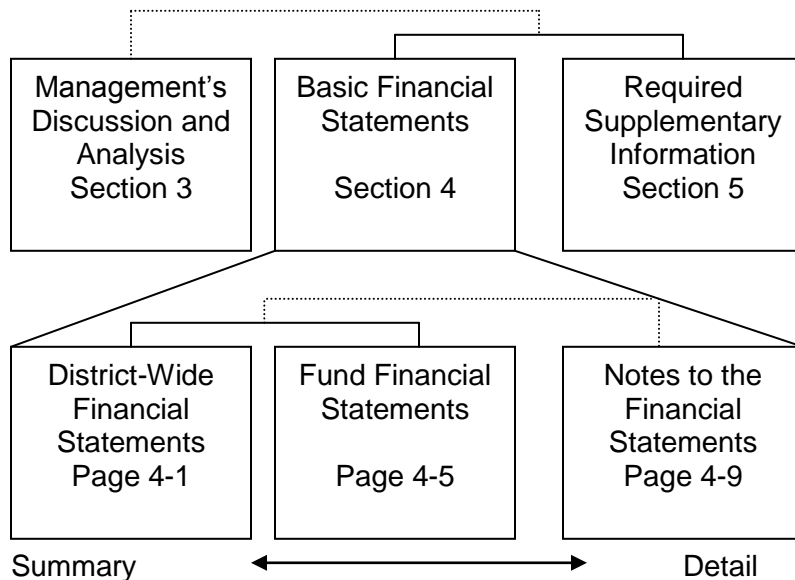 Management’s
Discussion and
Analysis
Section 3
Basic Financial
Statements
Section 4
Required
Supplementary
Information
Section 5
District-Wide
Financial
Statements
Page 4-1
Fund Financial
Statements
Page 4-5
Notes to the
Financial
Statements
Page 4-9
Summary
Detail